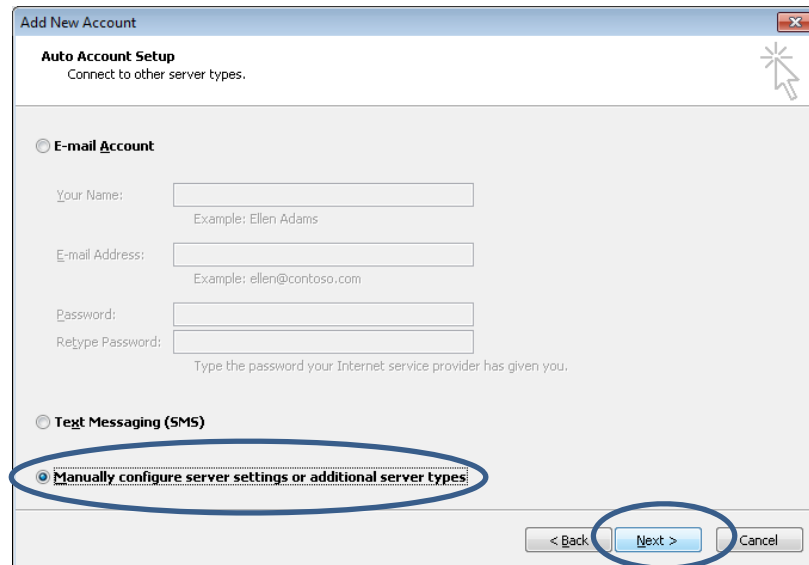 Add New Account
Auto Account Setup
Connect to other server types.
E-mail Account
Your Name:
Example: Ellen Adams
E-mail Address:
Example: ellen@contoso.com
Password:
Retype Password:
Type the password your Internet service provider has given you.
Text Messaging (SMS)
Manually configure server settings or additional server types
< Back Next > Cancel